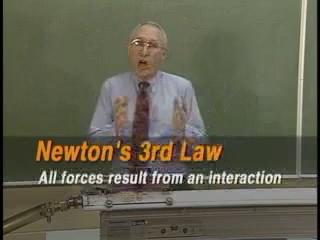 Newton's 3rd Law
All forces result from an interaction